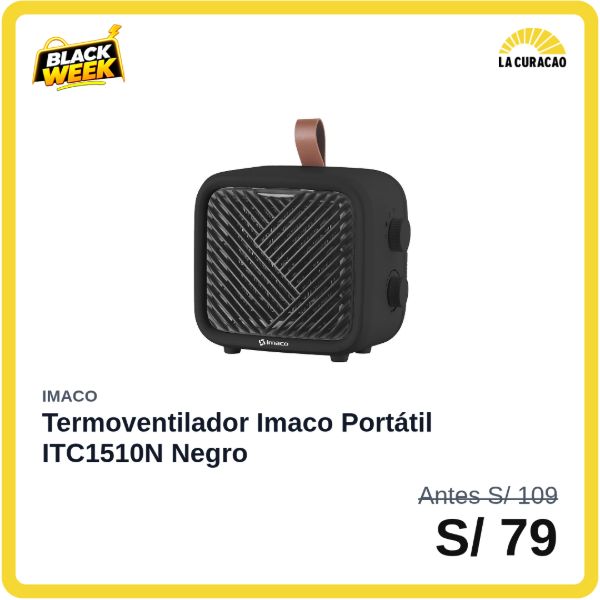 BLACK
WEEK
LA CURACAO
Imaco
IMACO
Termoventilador Imaco Portátil
ITC1510N Negro
Antes S/ 109
S/ 79